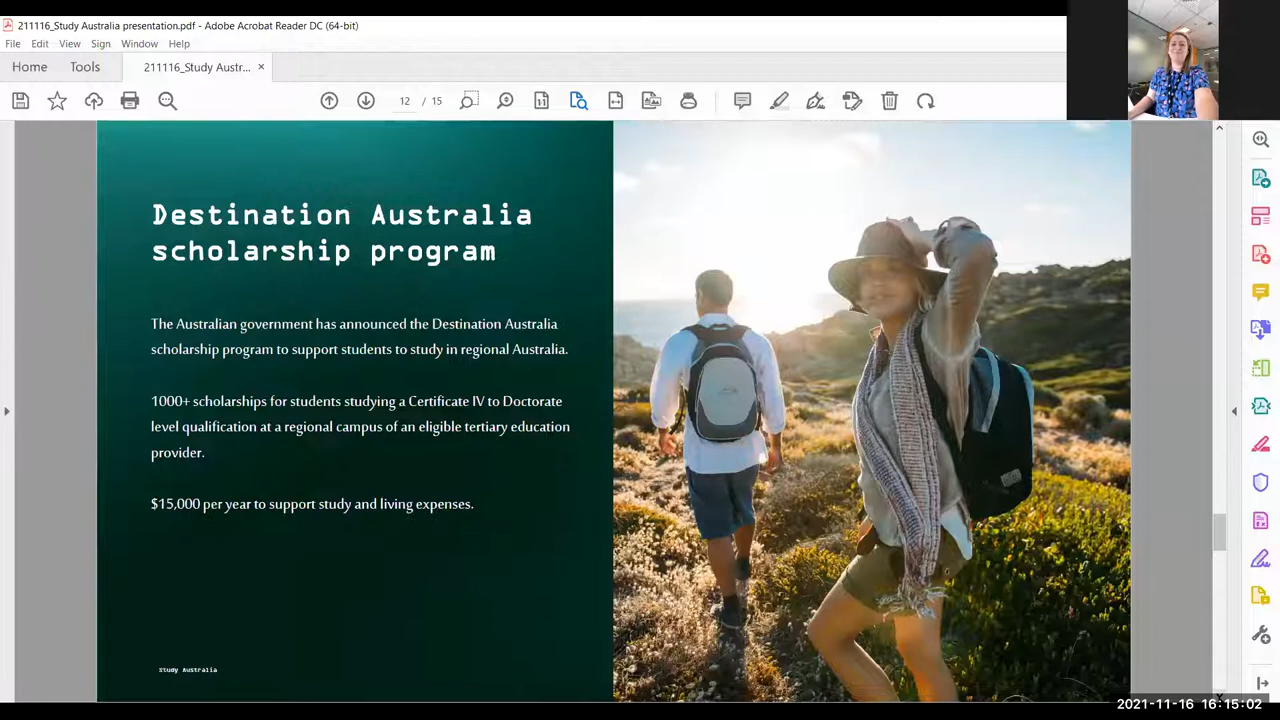 211116_Study Australia presentation.pdf - Adobe Acrobat Reader DC (64-bit)
File Edit View Sign Window Help
Home Tools 211116_Study Austr... ×
12 / 15
Destination Australia
scholarship program
The Australian government has announced the Destination Australia
scholarship program to support students to study in regional Australia.
1000+ scholarships for students studying a Certificate IV to Doctorate
level qualification at a regional campus of an eligible tertiary education
provider.
$15,000 per year to support study and living expenses.
Study Australia
2021-11-16 16:15:02